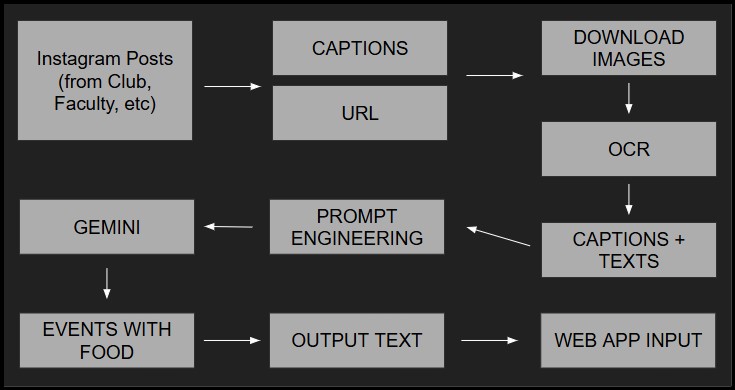 Instagram Posts
(from Club,
Faculty, etc)
CAPTIONS
URL
DOWNLOAD
IMAGES
OCR
CAPTIONS +
TEXTS
PROMPT
ENGINEERING
GEMINI
EVENTS WITH
FOOD
OUTPUT TEXT
WEB APP INPUT